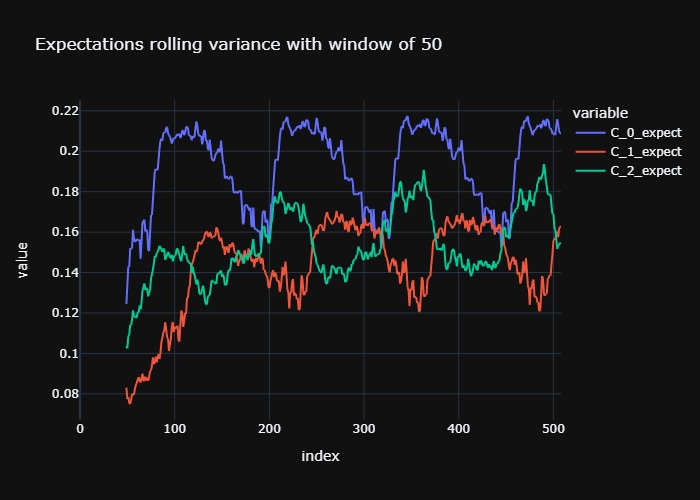 Expectations rolling variance with window of 50
variable
C_0_expect
C_1_expect
C_2_expect
value
0.22
0.2
0.18
0.16
0.14
0.12
0.1
0.08
0
100
200
300
400
500
index